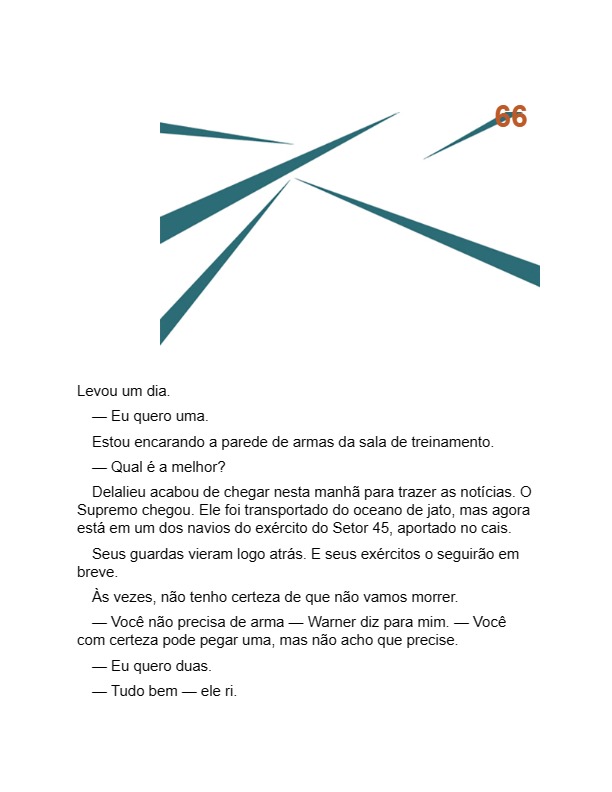 66
Levou um dia.
— Eu quero uma.
Estou encarando a parede de armas da sala de treinamento.
— Qual é a melhor?
Delalieu acabou de chegar nesta manhã para trazer as notícias. O
Supremo chegou. Ele foi transportado do oceano de jato, mas agora
está em um dos navios do exército do Setor 45, aportado no cais.
Seus guardas vieram logo atrás. E seus exércitos o seguirão em
breve.
Às vezes, não tenho certeza de que não vamos morrer.
— Você não precisa de arma — Warner diz para mim. — Você
com certeza pode pegar uma, mas não acho que precise.
— Eu quero duas.
— Tudo bem — ele ri.